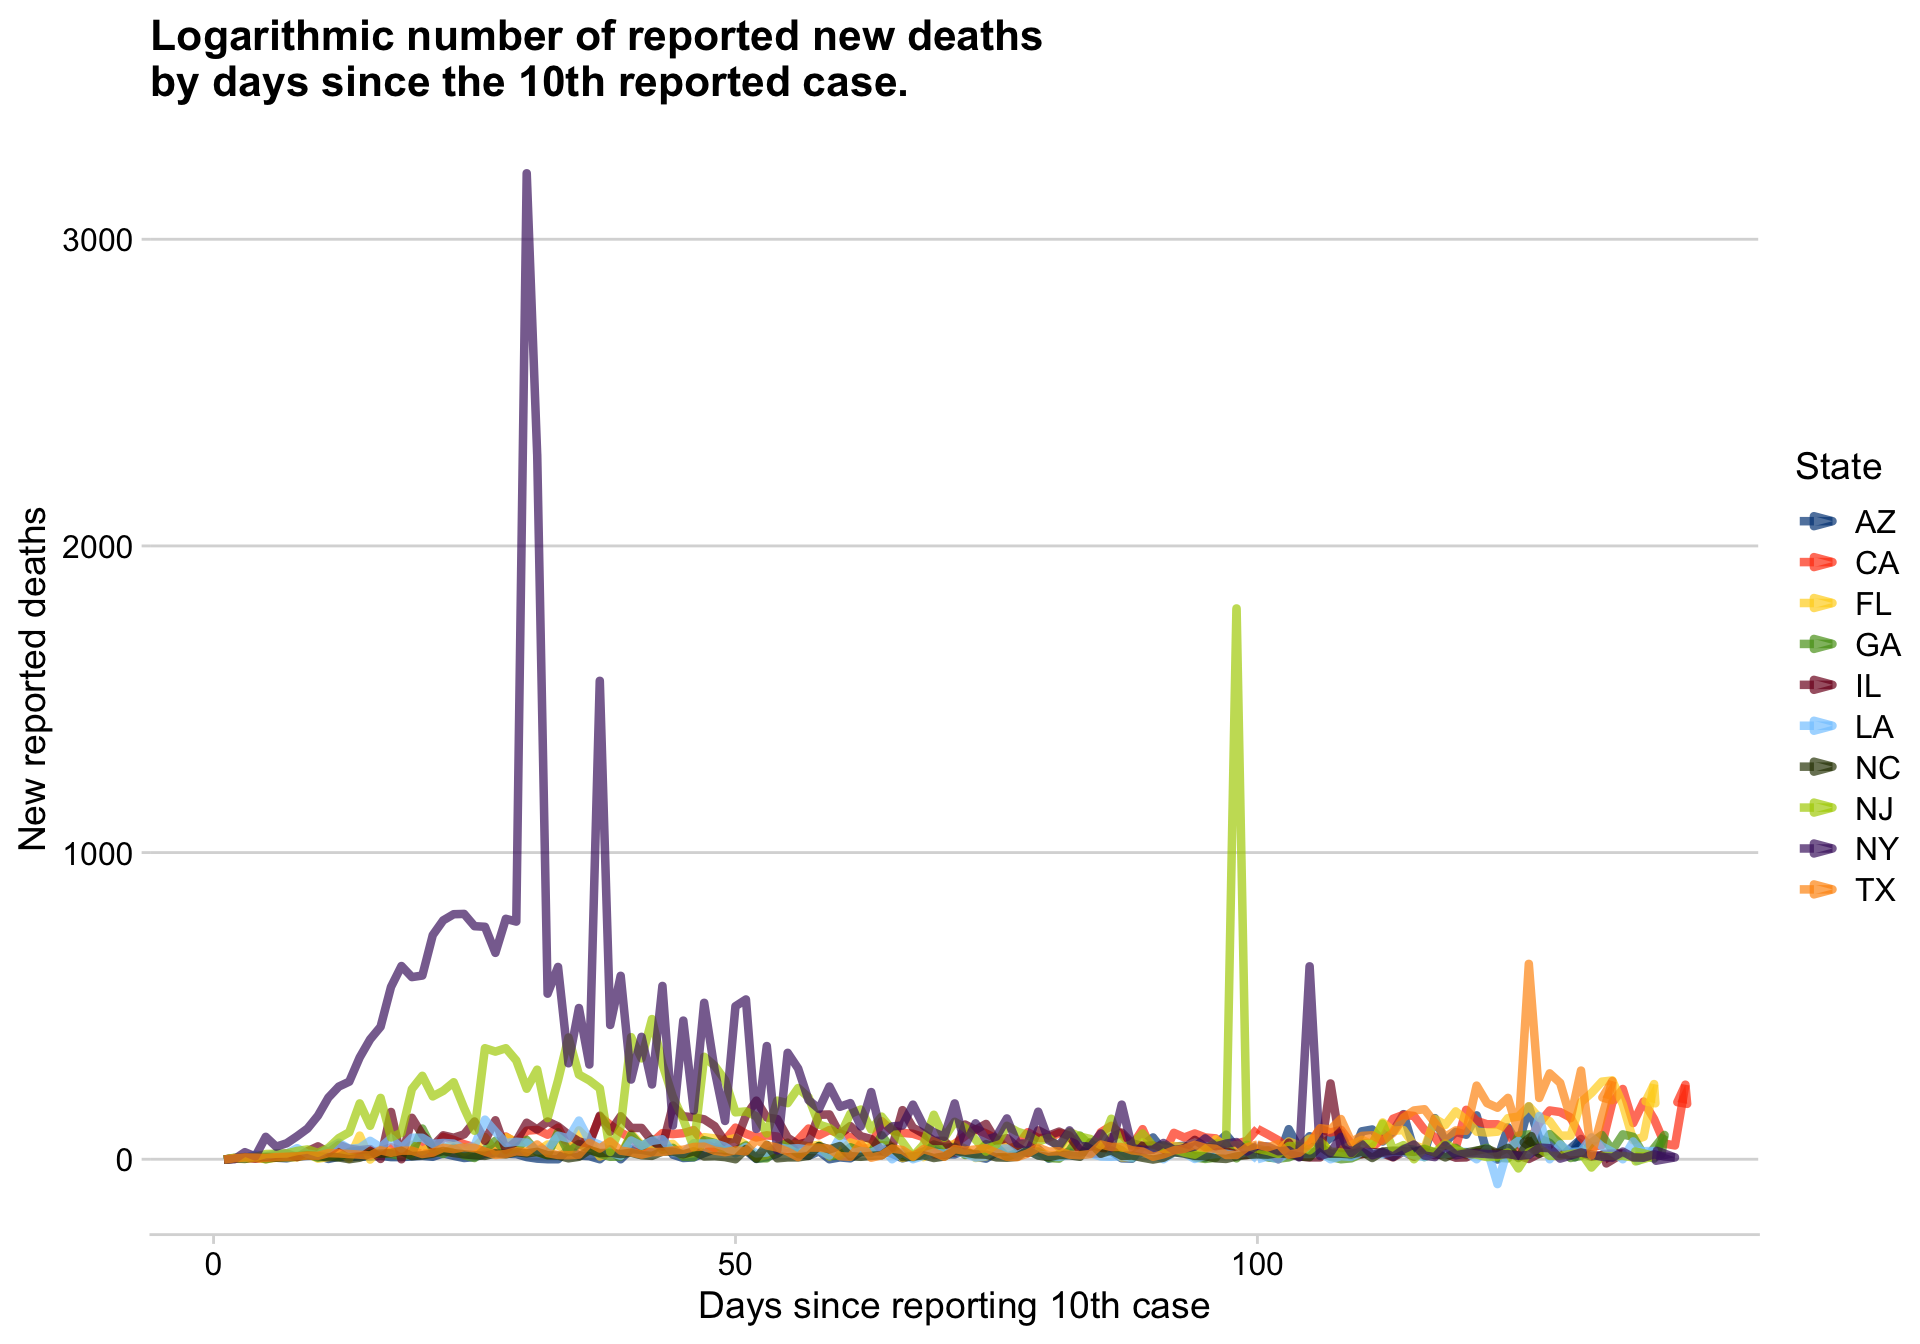 Logarithmic number of reported new deaths
by days since the 10th reported case.
3000
2000
1000
0
New reported deaths
0
50
100
Days since reporting 10th case
State
AZ
CA
FL
GA
IL
LA
NC
NJ
NY
TX